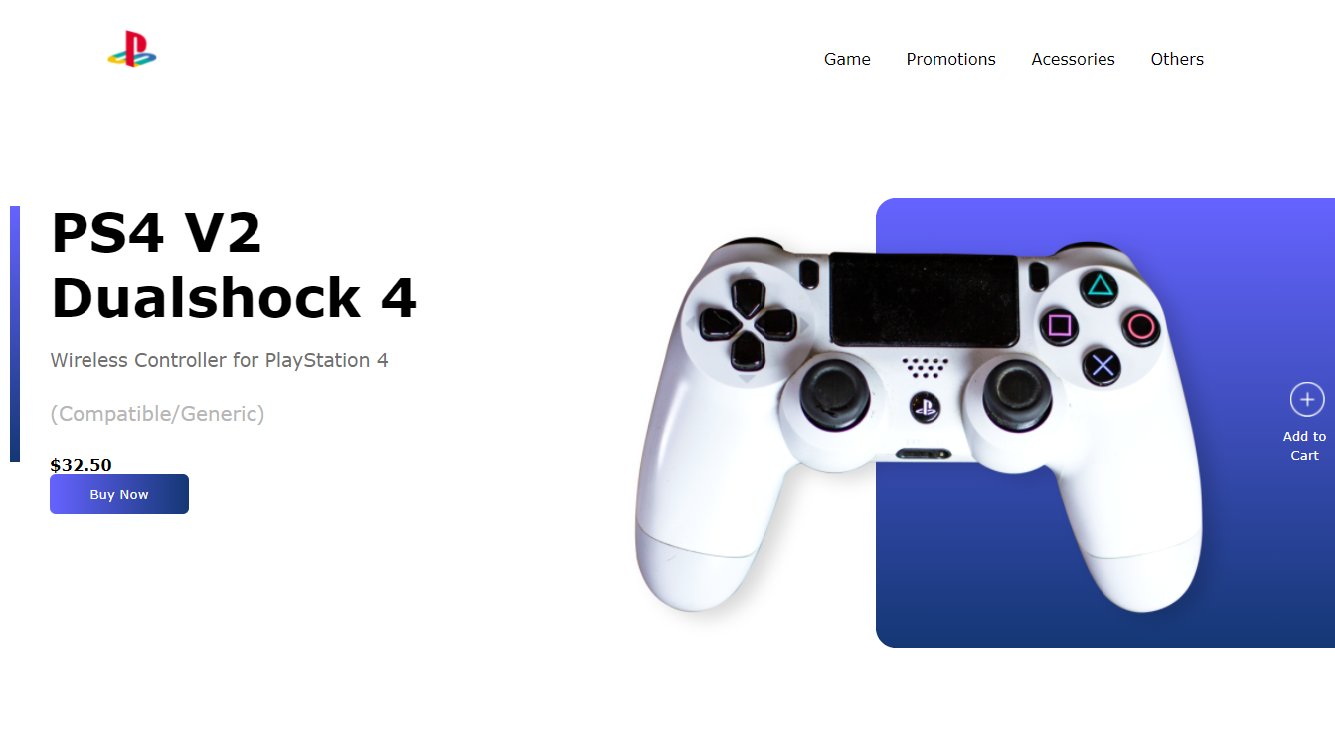 Game Promotions Acessories Others
PS4 V2
Dualshock 4
Wireless Controller for PlayStation 4
(Compatible/Generic)
$32.50
Buy Now
Add to
Cart